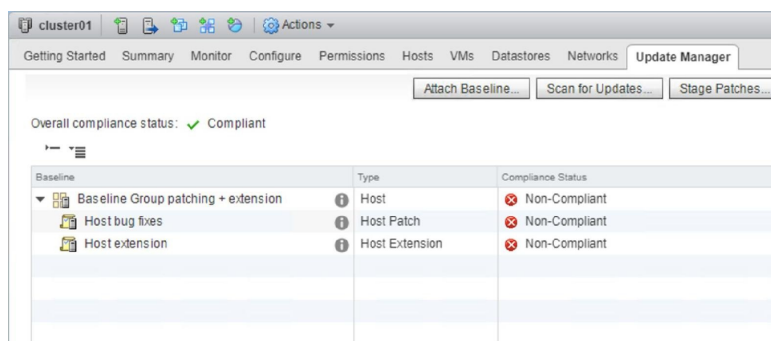 cluster01 Actions
Getting Started Summary Monitor Configure Permissions Hosts VMs Datastores Networks Update Manager
Attach Baseline... Scan for Updates... Stage Patches...
Overall compliance status: Compliant
Baseline Type Compliance Status
Baseline Group patching + extension Host Non-Compliant
Host bug fixes Host Patch Non-Compliant
Host extension Host Extension Non-Compliant